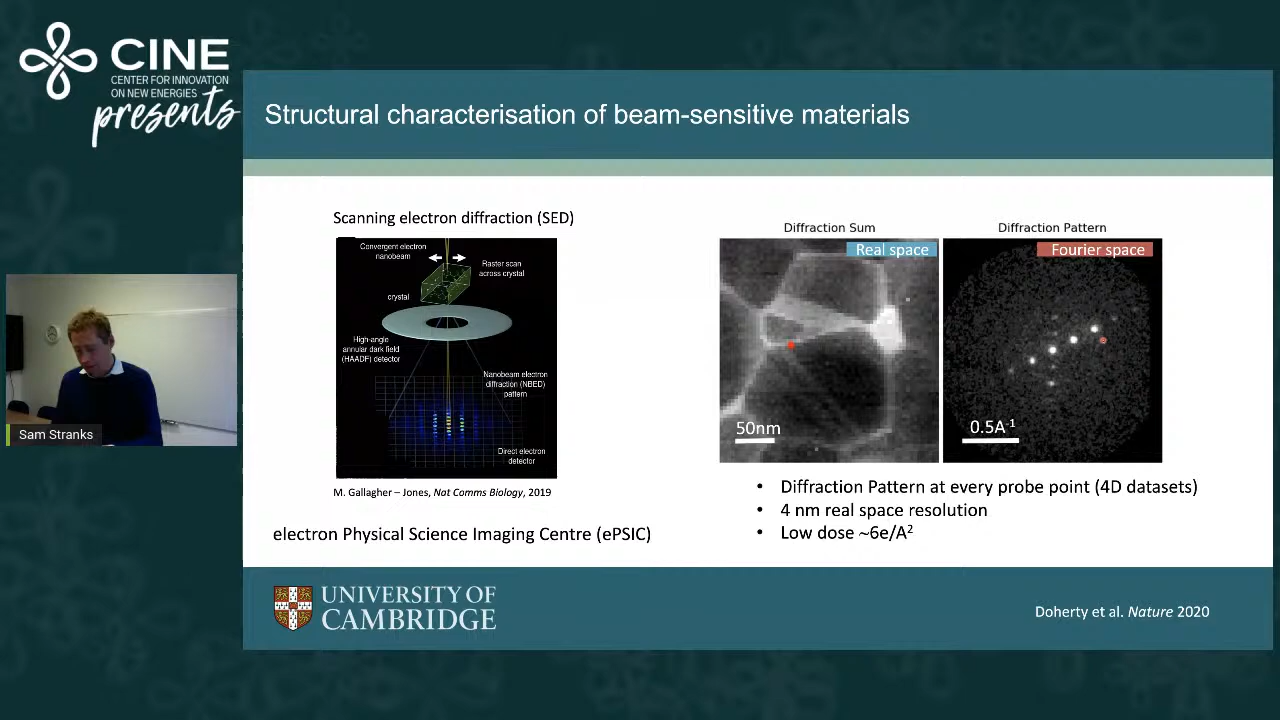 CINE
CENTER FOR INNOVATION
ON NEW ENERGIES
presents
Structural characterisation of beam-sensitive materials
Scanning electron diffraction (SED)
Convergent electron
nanobeam
Raster scan
across crystal
crystal
High-angle
annular dark field
(HAADF) detector
Nanobeam electron
diffraction (NBED)
pattern
Direct electron
detector
M. Gallagher – Jones, Nat Comms Biology, 2019
electron Physical Science Imaging Centre (ePSIC)
Diffraction Sum
Real space
50nm
Diffraction Pattern
Fourier space
0.5A-1
• Diffraction Pattern at every probe point (4D datasets)
• 4 nm real space resolution
• Low dose ~6e/A2
Sam Stranks
UNIVERSITY OF
CAMBRIDGE
Doherty et al. Nature 2020